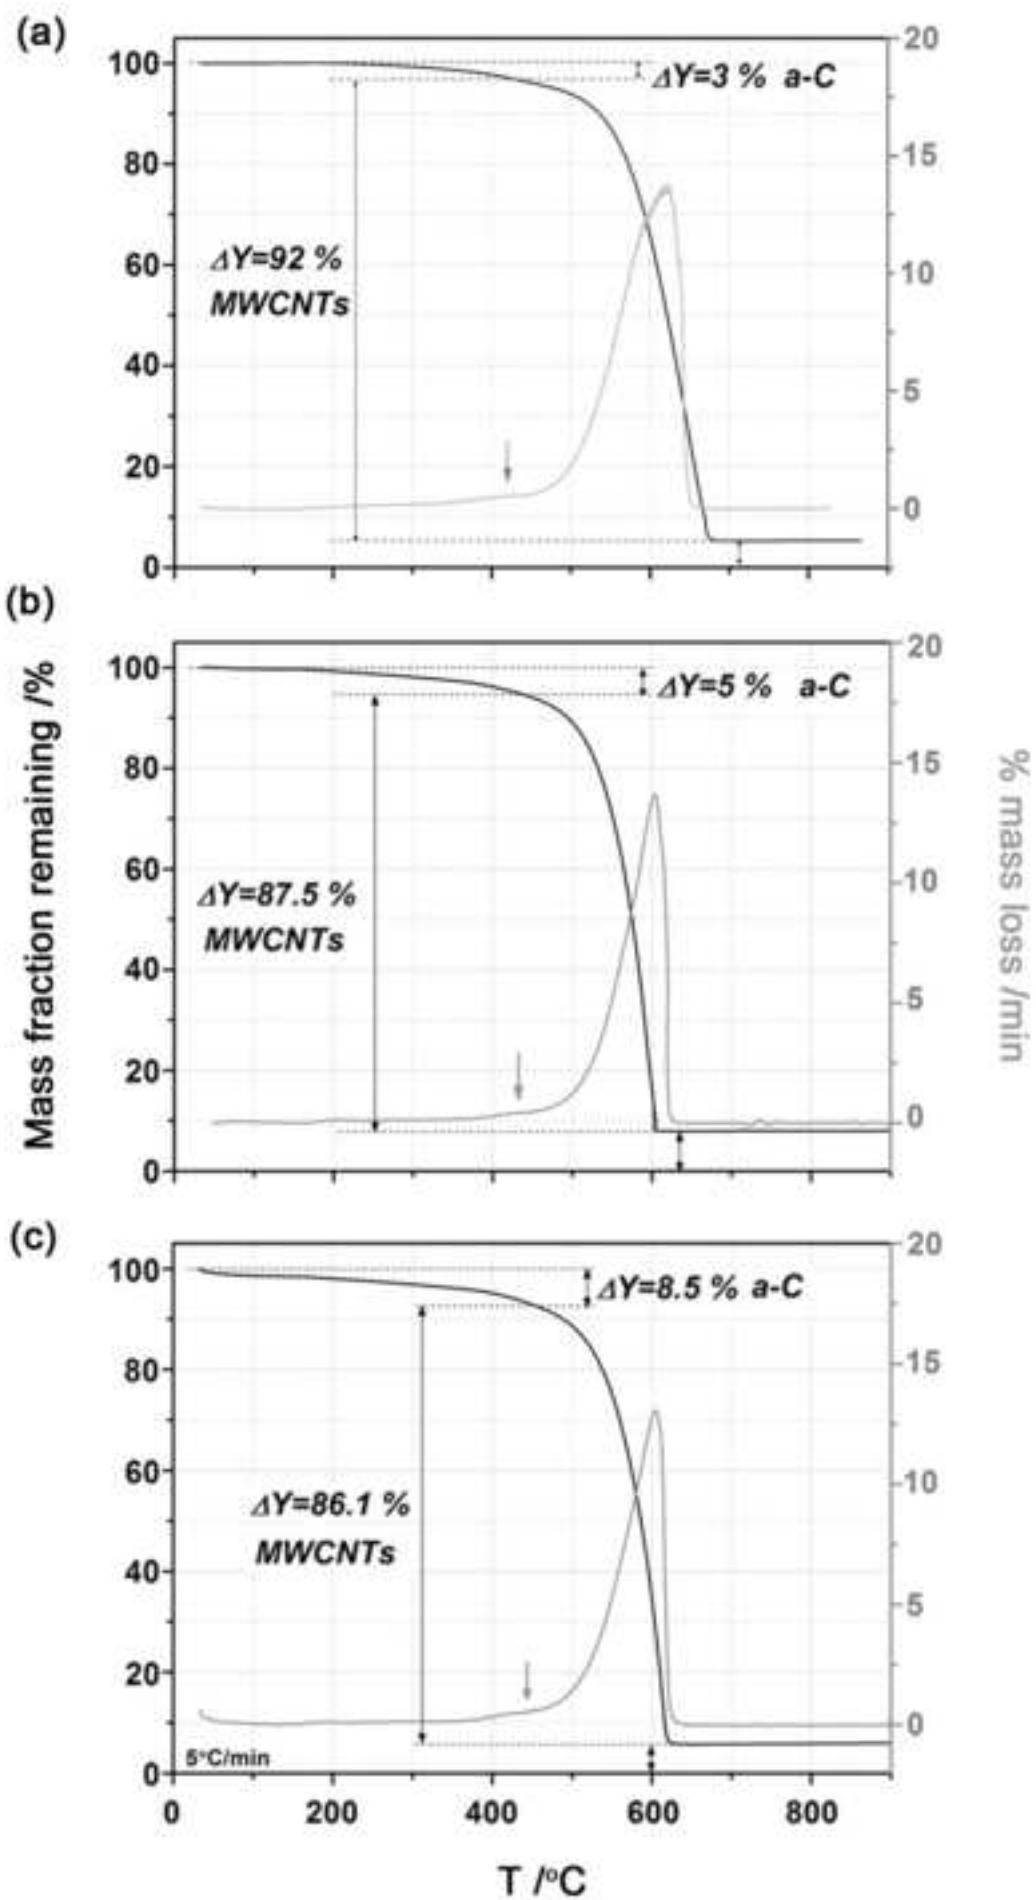 (a)
20
100
ΔY=3 % a-C
80
15
ΔY=92 %
MWCNTs
60
10
40
5
20
0
0
(b)
20
100
ΔY=5 % a-C
80
15
60
ΔY=87.5 %
MWCNTs
10
40
5
20
0
0
Mass fraction remaining /%
% mass loss /min
(c)
20
100
ΔY=8.5 % a-C
80
15
60
ΔY=86.1 %
MWCNTs
10
40
5
20
0
5°C/min
0
0 200 400 600 800
T /°C